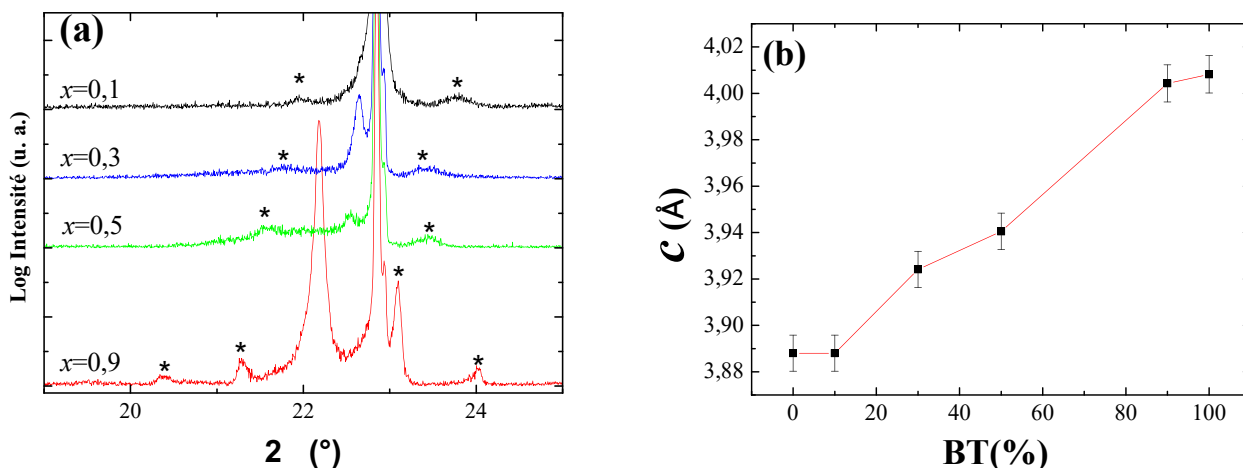 (a)
x=0,1
x=0,3
x=0,5
x=0,9
* * * * * * * * * *
Log Intensité (u. a.)
20 22 24
2 (°)
(b)
4,02
4,00
3,98
3,96
3,94
3,92
3,90
3,88
c (Å)
0 20 40 60 80 100
BT(%)